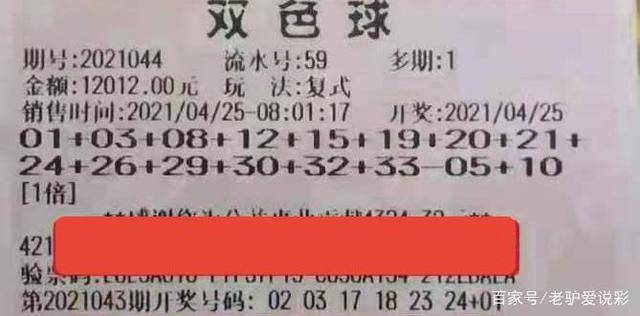 双色球
期号:2021044 流水号:59 多期:1
金额:12012.00元 玩 法:复式
销售时间:2021/04/25-08:01:17 开奖:2021/04/25
01+03+08+12+15+19+20+21+
24+26+29+30+32+33-05+10
[1倍]
421
验票码:
第2021043期开奖号码: 02 03 17 18 23 24+01
百家号/老驴爱说彩